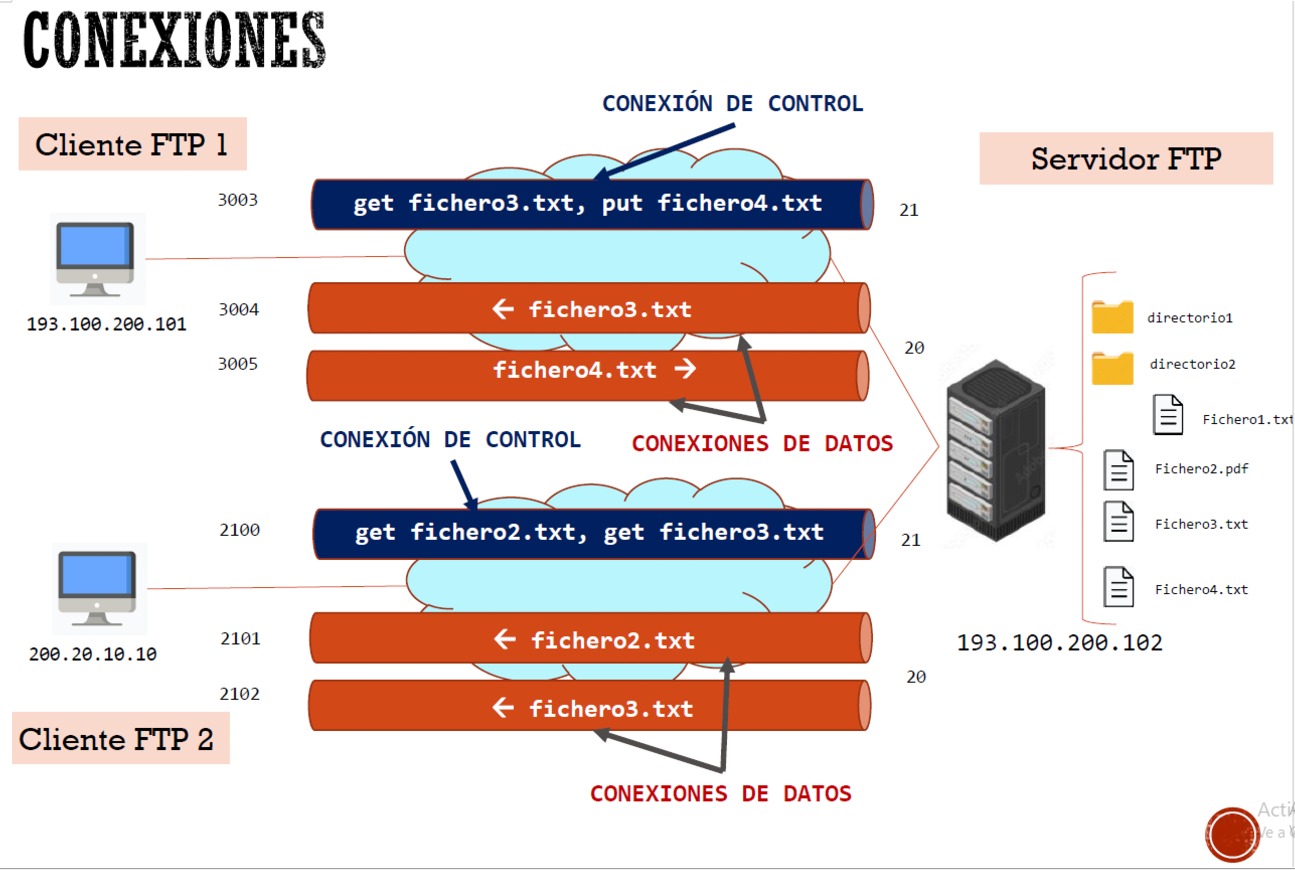 CONEXIONES
CONEXIÓN DE CONTROL
Cliente FTP 1
Servidor FTP
3003
get fichero3.txt, put fichero4.txt
21
193.100.200.101
3004
← fichero3.txt
3005
fichero4.txt →
20
directorio1
directorio2
Fichero1.txt
Fichero2.pdf
Fichero3.txt
Fichero4.txt
193.100.200.102
CONEXIÓN DE CONTROL
CONEXIONES DE DATOS
2100
get fichero2.txt, get fichero3.txt
21
200.20.10.10
2101
← fichero2.txt
2102
← fichero3.txt
20
Cliente FTP 2
CONEXIONES DE DATOS
Acti
Ve a